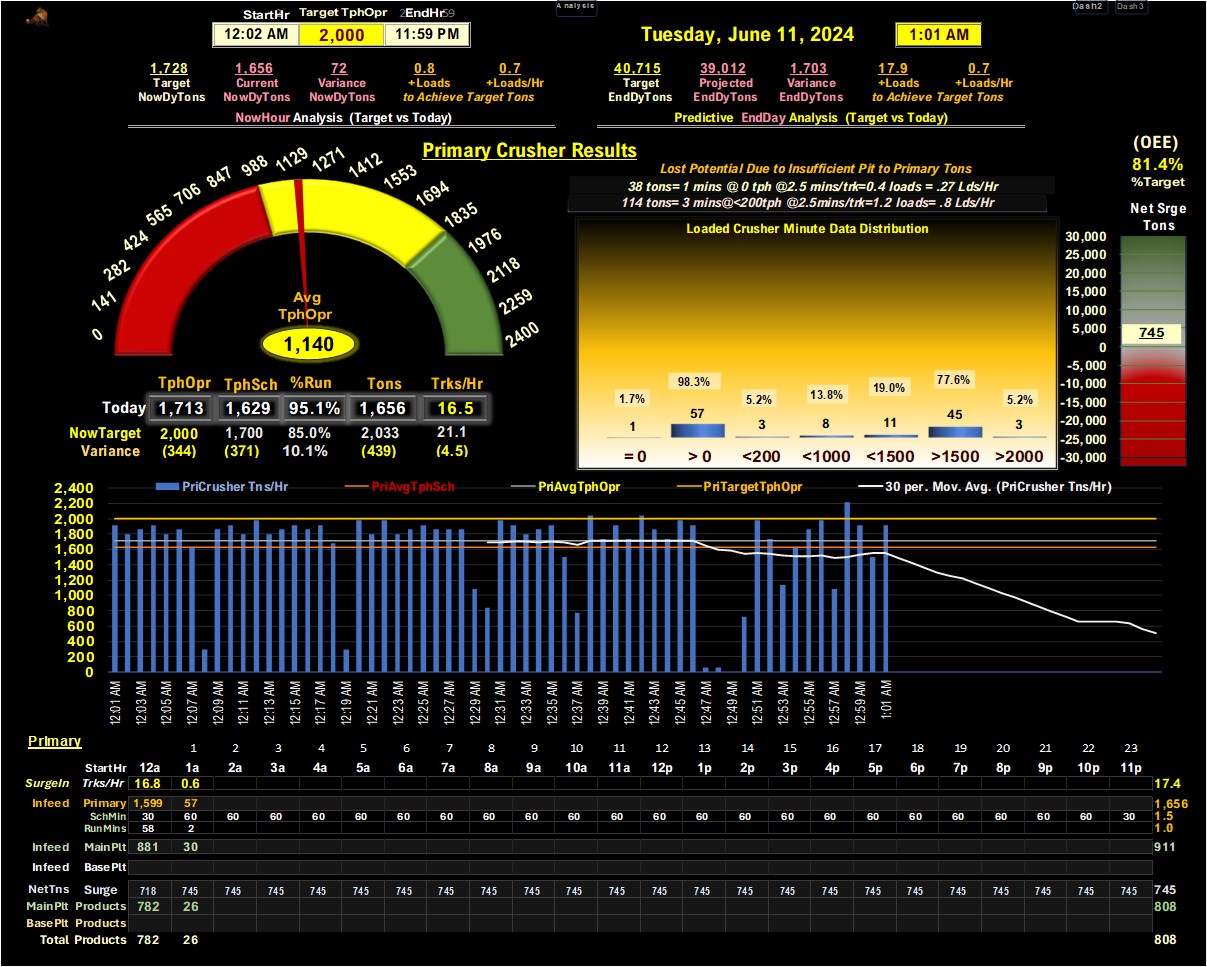 Analysis
Dash2 Dash3
StartHr Target TphOpr EndHr
12:02 AM 2,000 11:59 PM
Tuesday, June 11, 2024 1:01 AM
1,728 1,656 72 0.8 0.7
Target Current Variance +Loads +Loads/Hr
NowDyTons NowDyTons NowDyTons to Achieve Target Tons
NowHour Analysis (Target vs Today)
40,715 39,012 1,703 17.9 0.7
Target Projected Variance +Loads +Loads/Hr
EndDyTons EndDyTons EndDyTons to Achieve Target Tons
Predictive EndDay Analysis (Target vs Today)
Primary Crusher Results
0 141 282 424 565 706 847 988 1129 1271 1412 1553 1694 1835 1976 2118 2259 2400
Avg
TphOpr
1,140
TphOpr TphSch %Run Tons Trks/Hr
Today 1,713 1,629 95.1% 1,656 16.5
NowTarget 2,000 1,700 85.0% 2,033 21.1
Variance (344) (371) 10.1% (439) (4.5)
Lost Potential Due to Insufficient Pit to Primary Tons
38 tons= 1 mins @ 0 tph @2.5 mins/trk=0.4 loads = .27 Lds/Hr
114 tons= 3 mins@<200tph @2.5mins/trk=1.2 loads= .8 Lds/Hr
Loaded Crusher Minute Data Distribution
1.7% 98.3% 5.2% 13.8% 19.0% 77.6% 5.2%
1 57 3 8 11 45 3
=0 >0 <200 <1000 <1500 >1500 >2000
(OEE)
81.4%
%Target
Net Srge
Tons
30,000
25,000
20,000
15,000
10,000
5,000
0
-5,000
-10,000
-15,000
-20,000
-25,000
-30,000
745
PriCrusher Tns/Hr PriAvgTphSch PriAvgTphOpr PriTargetTphOpr 30 per. Mov. Avg. (PriCrusher Tns/Hr)
2,400
2,200
2,000
1,800
1,600
1,400
1,200
1,000
800
600
400
200
0
12:01 AM 12:03 AM 12:05 AM 12:07 AM 12:09 AM 12:11 AM 12:13 AM 12:15 AM 12:17 AM 12:19 AM 12:21 AM 12:23 AM 12:25 AM 12:27 AM 12:29 AM 12:31 AM 12:33 AM 12:35 AM 12:37 AM 12:39 AM 12:41 AM 12:43 AM 12:45 AM 12:47 AM 12:49 AM 12:51 AM 12:53 AM 12:55 AM 12:57 AM 12:59 AM 1:01 AM
Primary
1 2 3 4 5 6 7 8 9 10 11 12 13 14 15 16 17 18 19 20 21 22 23
StartHr 12a 1a 2a 3a 4a 5a 6a 7a 8a 9a 10a 11a 12p 1p 2p 3p 4p 5p 6p 7p 8p 9p 10p 11p
SurgeIn Trks/Hr 16.8 0.6 17.4
Infeed Primary 1,599 57 1,656
SchMin 30 60 60 60 60 60 60 60 60 60 60 60 60 60 60 60 60 60 60 60 60 60 60 30 1.5
RunMins 58 2 1.0
Infeed MainPlt 881 30 911
Infeed BasePlt
NetTns Surge 718 745 745 745 745 745 745 745 745 745 745 745 745 745 745 745 745 745 745 745 745 745 745 745 745
MainPlt Products 782 26 808
BasePlt Products
Total Products 782 26 808